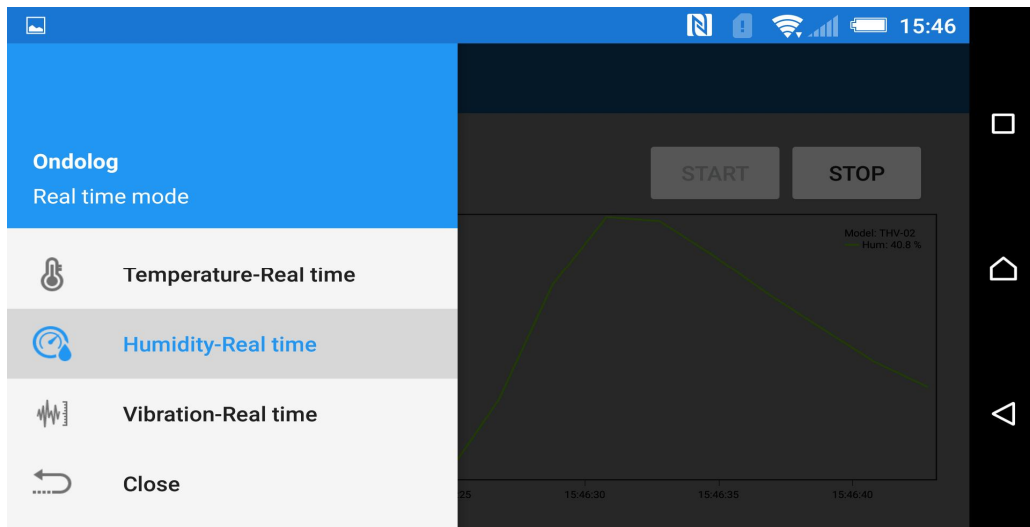 15:46
Ondolog
Real time mode
START
STOP
Model: THV-02
Hum: 40.8 %
Temperature-Real time
Humidity-Real time
Vibration-Real time
Close
25
15:46:30
15:46:35
15:46:40